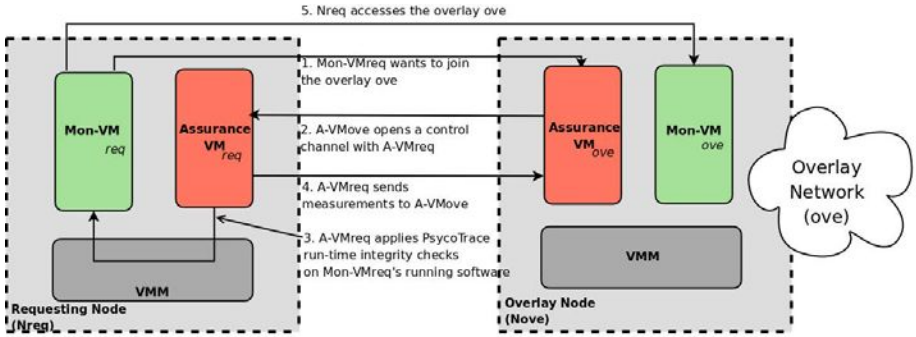 5. Nreq accesses the overlay ove
1. Mon-VMreq wants to join
the overlay ove
Mon-VM
req
Assurance
VM
req
2. A-VMove opens a control
channel with A-VMreq
4. A-VMreq sends
measurements to A-VMove
3. A-VMreq applies PsycoTrace
run-time integrity checks
on Mon-VMreq's running software
VMM
Requesting Node
(Nreq)
Assurance
VM
ove
Mon-VM
ove
VMM
Overlay Node
(Nove)
Overlay
Network
(ove)